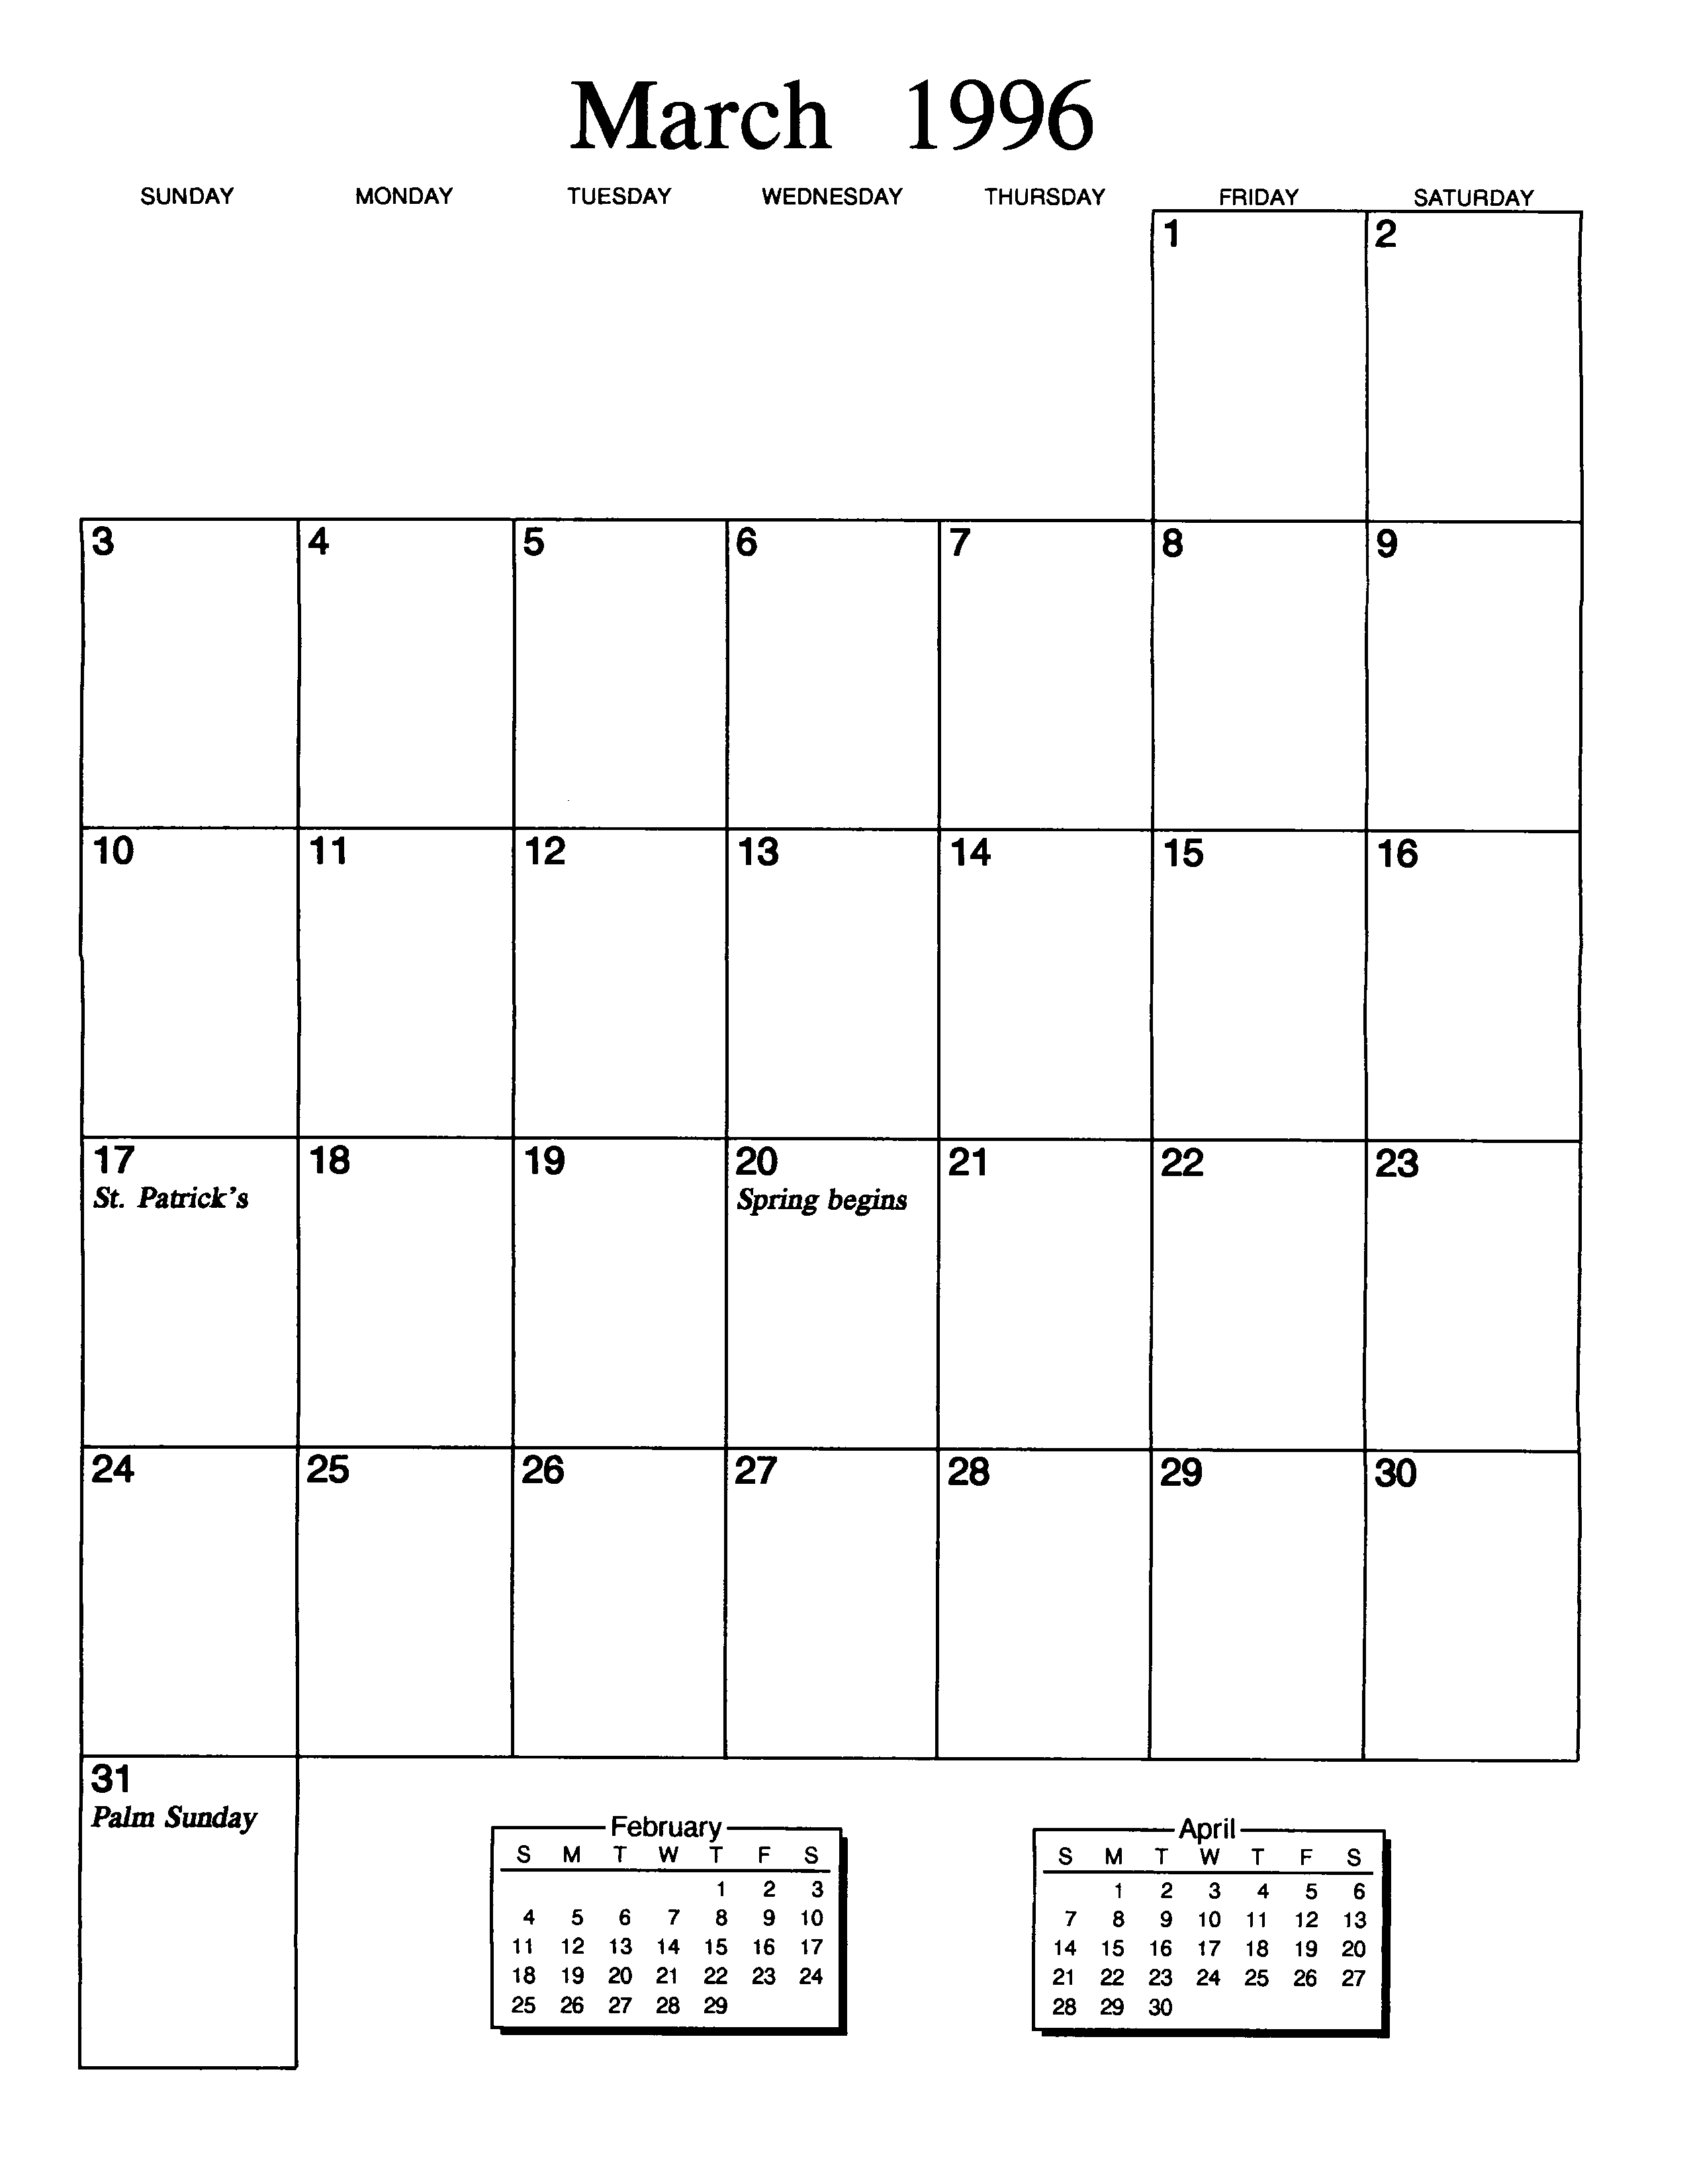 March 1996
SUNDAY MONDAY TUESDAY WEDNESDAY THURSDAY FRIDAY SATURDAY
1 2
3 4 5 6 7 8 9
10 11 12 13 14 15 16
17 18 19 20 21 22 23
St. Patrick's Spring begins
24 25 26 27 28 29 30
31
Palm Sunday
February
S M T W T F S
1 2 3
4 5 6 7 8 9 10
11 12 13 14 15 16 17
18 19 20 21 22 23 24
25 26 27 28 29
April
S M T W T F S
1 2 3 4 5 6
7 8 9 10 11 12 13
14 15 16 17 18 19 20
21 22 23 24 25 26 27
28 29 30